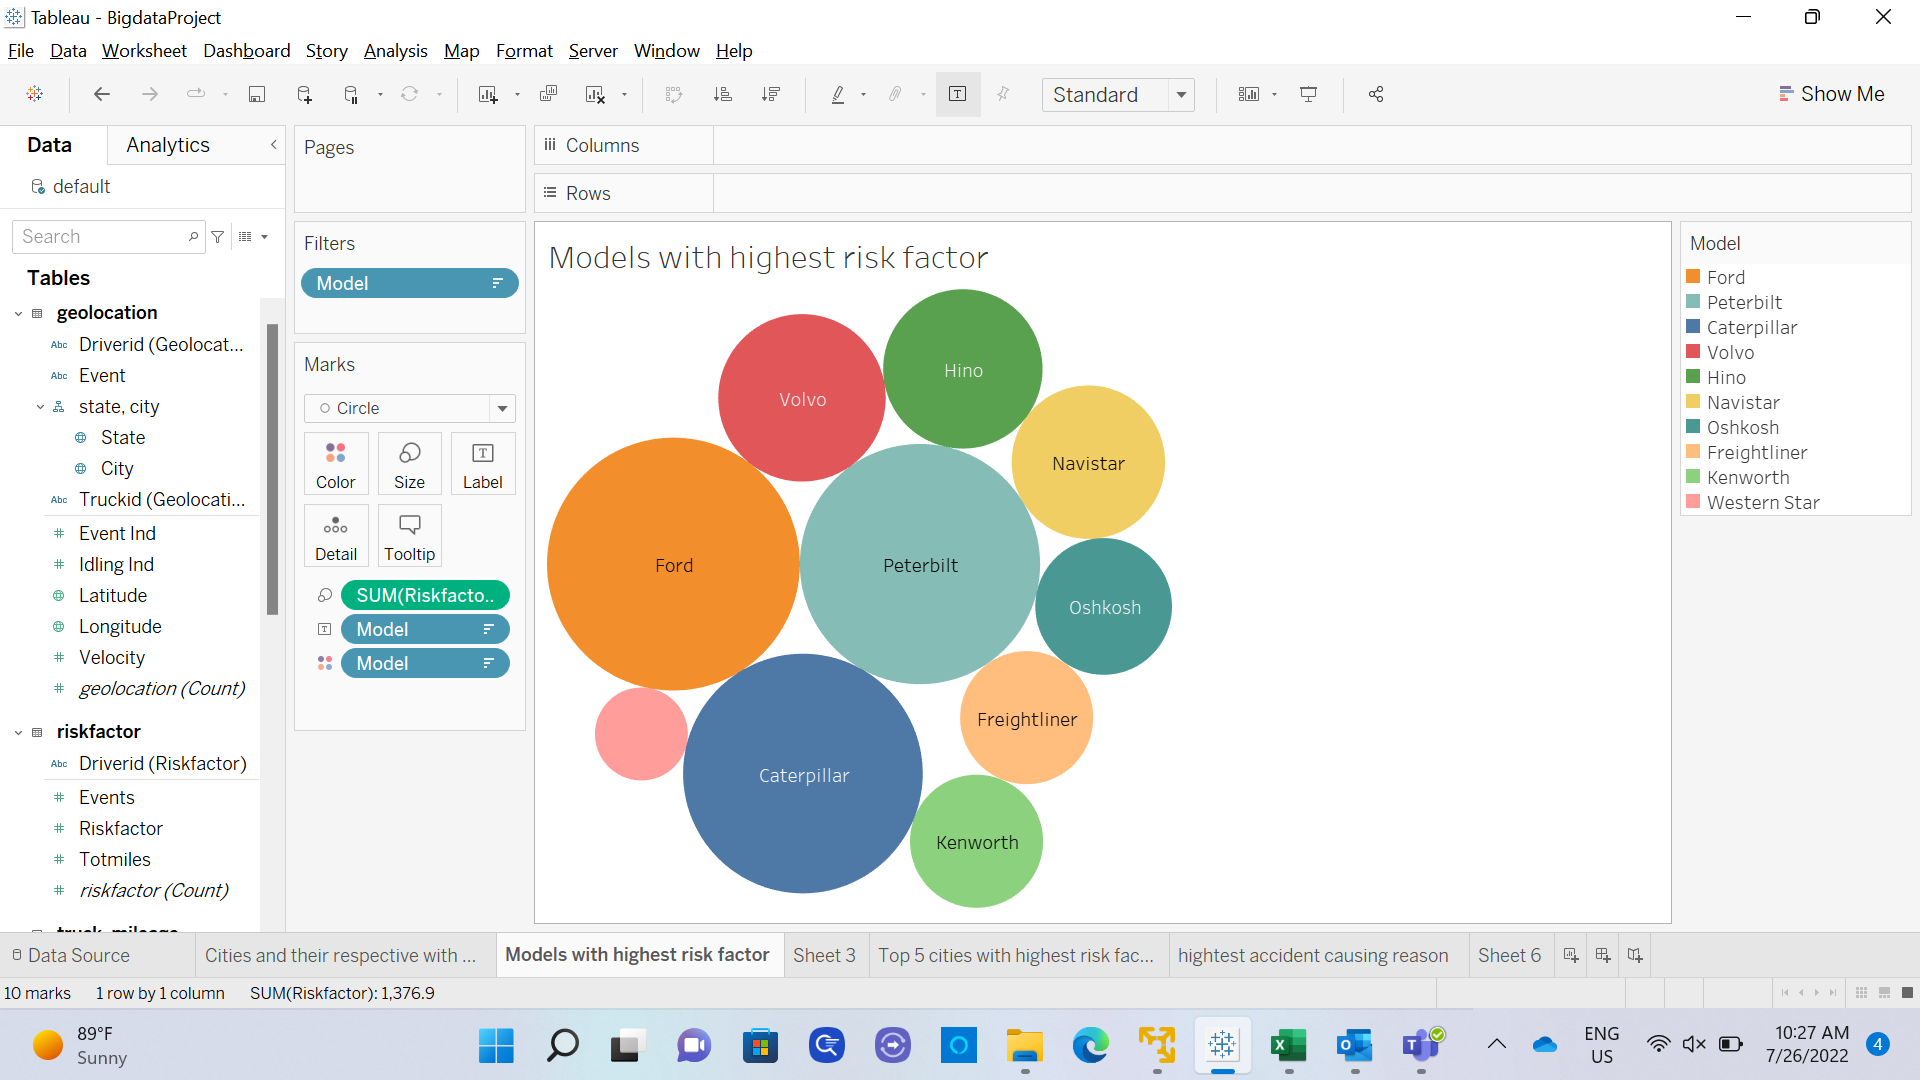 Tableau - BigdataProject
File Data Worksheet Dashboard Story Analysis Map Format Server Window Help
Standard
Show Me
Data Analytics
default
Search
Tables
geolocation
Abc Driverid (Geolocat...
Abc Event
state, city
State
City
Abc Truckid (Geolocati...
# Event Ind
# Idling Ind
Latitude
Longitude
# Velocity
# geolocation (Count)
riskfactor
Abc Driverid (Riskfactor)
# Events
# Riskfactor
# Totmiles
# riskfactor (Count)
Pages
Filters
Model
Marks
Circle
Color Size Label
Detail Tooltip
SUM(Riskfacto..
Model
Model
Columns
Rows
Models with highest risk factor
Hino
Volvo
Navistar
Ford
Peterbilt
Oshkosh
Freightliner
Caterpillar
Kenworth
Model
Ford
Peterbilt
Caterpillar
Volvo
Hino
Navistar
Oshkosh
Freightliner
Kenworth
Western Star
Data Source Cities and their respective with ... Models with highest risk factor Sheet 3 Top 5 cities with highest risk fac... hightest accident causing reason Sheet 6
10 marks 1 row by 1 column SUM(Riskfactor): 1,376.9
89°F
Sunny
ENG
US
10:27 AM
7/26/2022
4